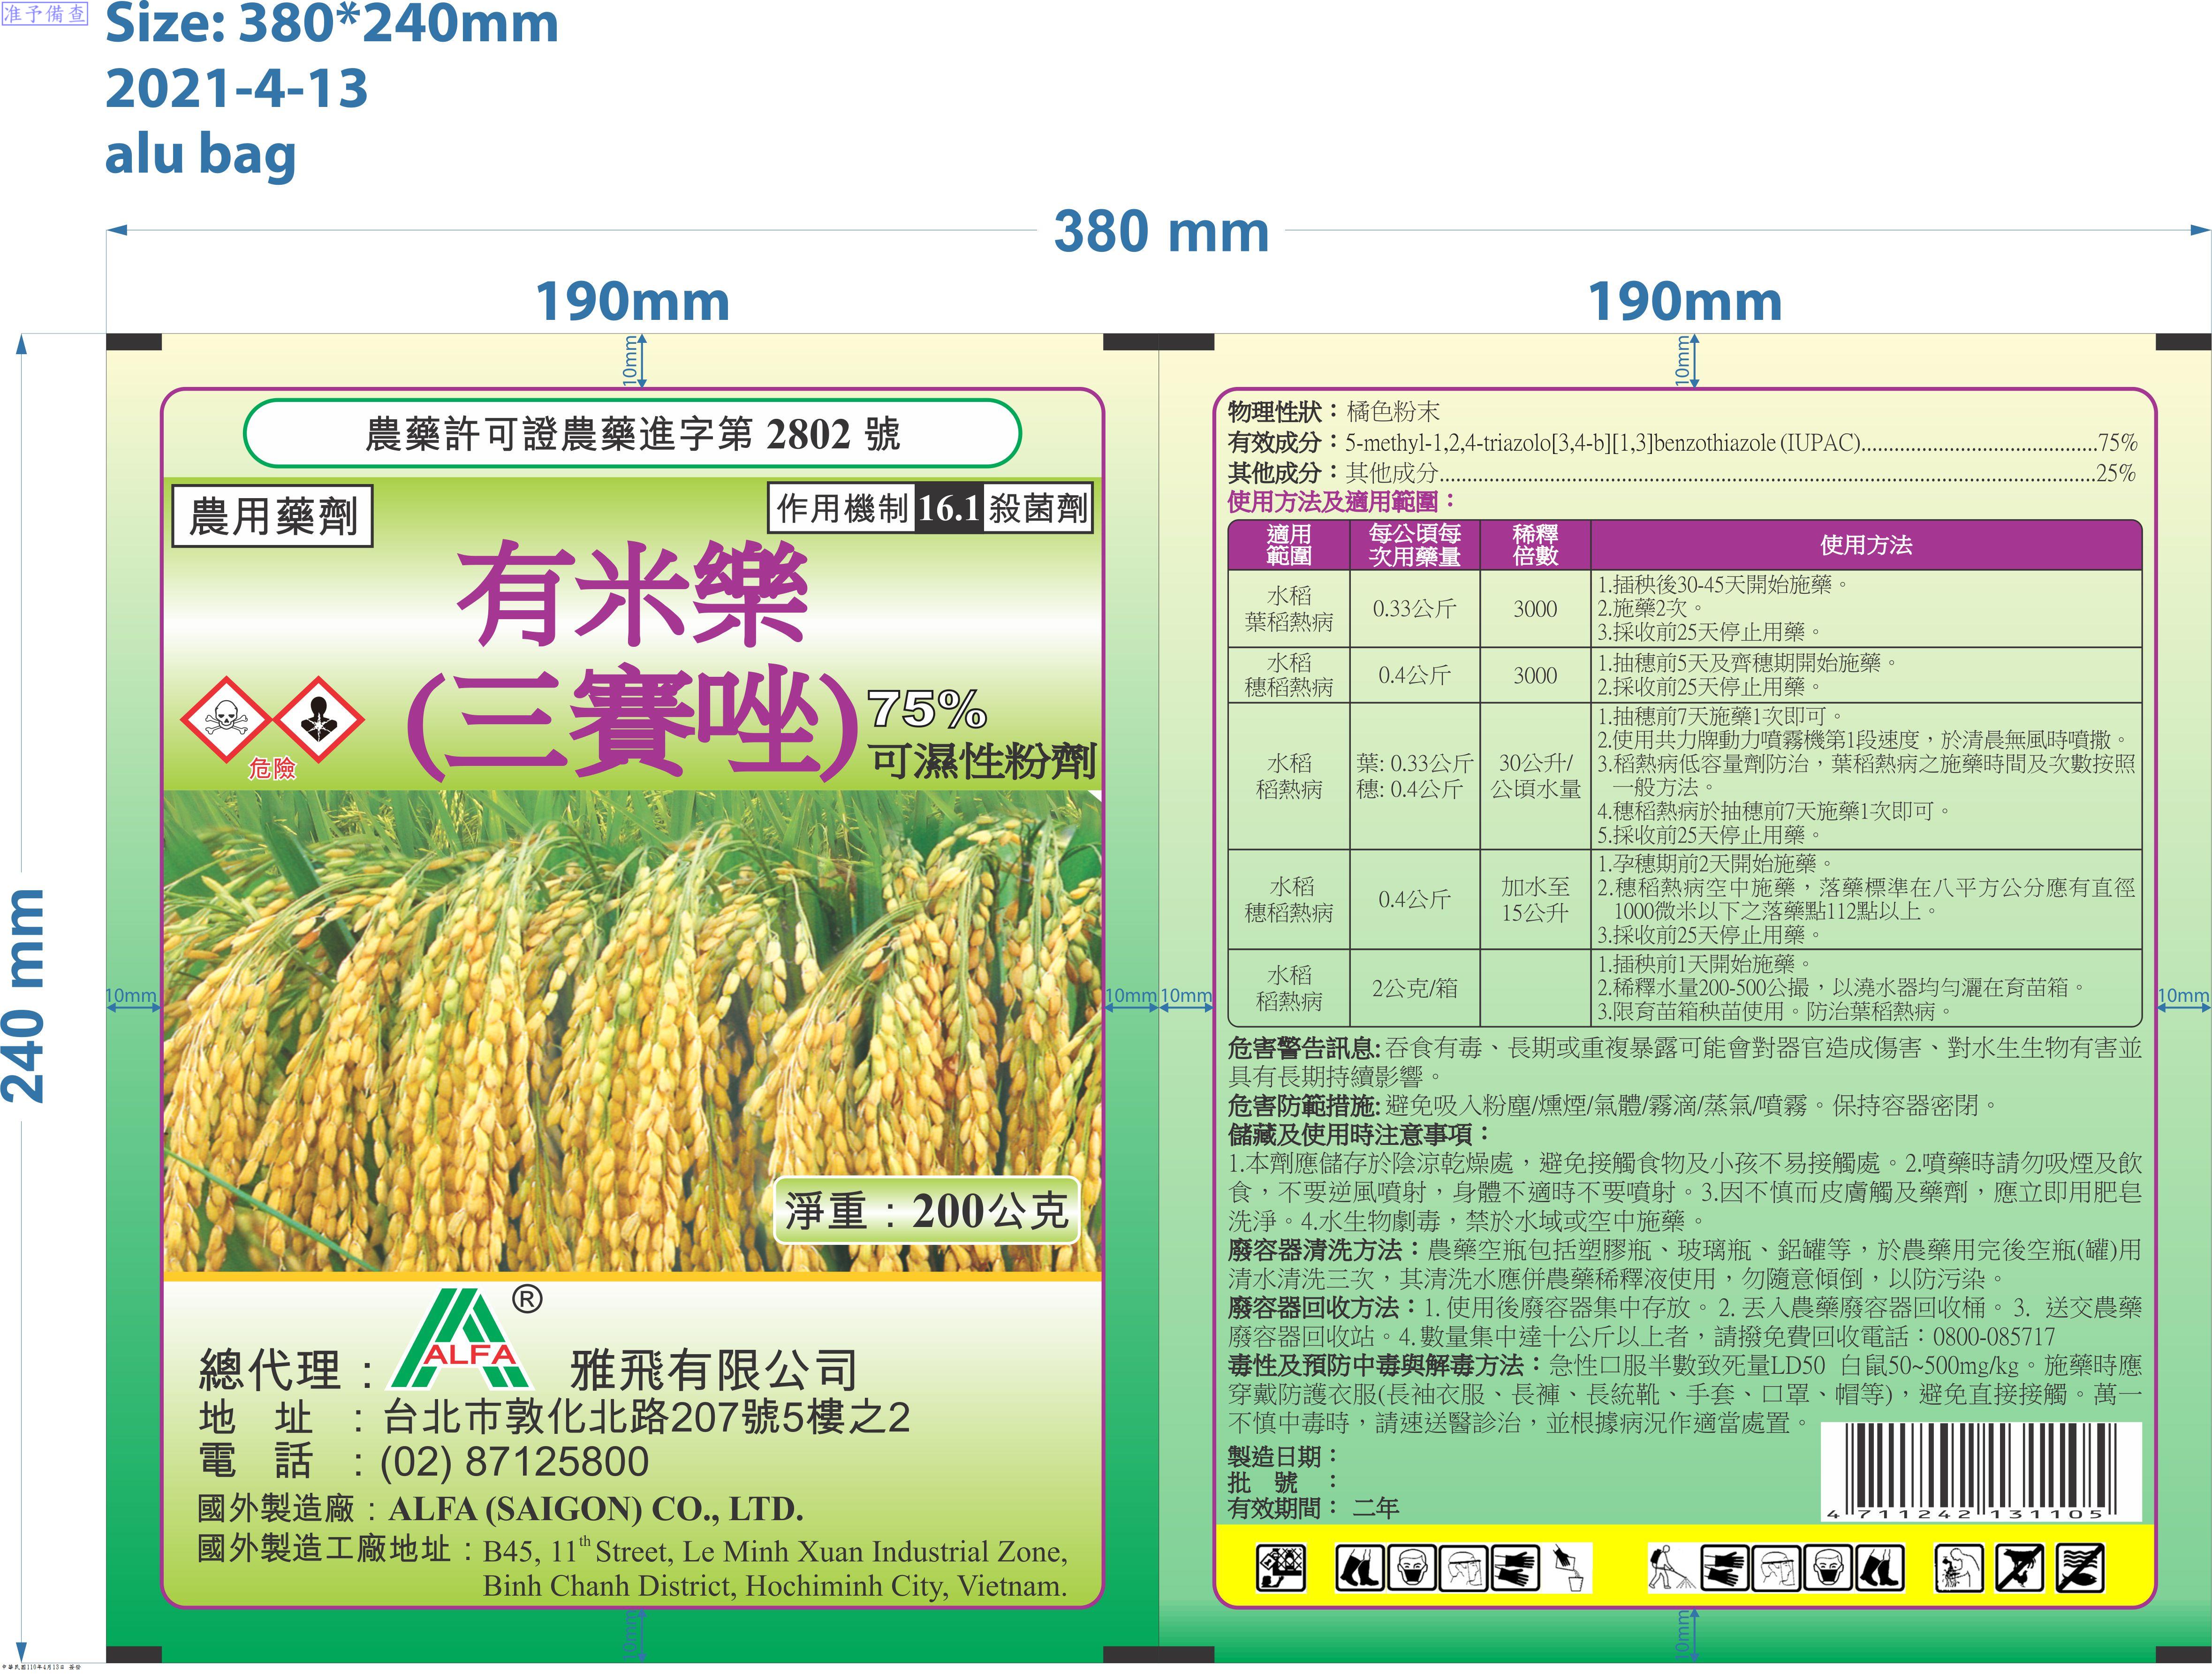 准予備查
Size: 380*240mm
2021-4-13
alu bag
380 mm
190mm
190mm
10mm
10mm
240 mm
農藥許可證農藥進字第 2802 號
農用藥劑
作用機制 16.1 殺菌劑
有米樂
(三賽唑) 75%
可濕性粉劑
危險
淨重：200公克
10mm
10mm
10mm
10mm
®
ALFA
總代理：
雅飛有限公司
地 址 ：台北市敦化北路207號5樓之2
電 話 ：(02) 87125800
國外製造廠：ALFA (SAIGON) CO., LTD.
國外製造工廠地址：B45, 11th Street, Le Minh Xuan Industrial Zone,
Binh Chanh District, Hochiminh City, Vietnam.
10mm
物理性狀：橘色粉末
有效成分：5-methyl-1,2,4-triazolo[3,4-b][1,3]benzothiazole (IUPAC)..........................................75%
其他成分：其他成分......................................................................................................................25%
使用方法及適用範圍：
適用
範圍
每公頃每
次用藥量
稀釋
倍數
使用方法
水稻
葉稻熱病
0.33公斤
3000
1.插秧後30-45天開始施藥。
2.施藥2次。
3.採收前25天停止用藥。
水稻
穗稻熱病
0.4公斤
3000
1.抽穗前5天及齊穗期開始施藥。
2.採收前25天停止用藥。
水稻
稻熱病
葉: 0.33公斤
穗: 0.4公斤
30公升/
公頃水量
1.抽穗前7天施藥1次即可。
2.使用共力牌動力噴霧機第1段速度，於清晨無風時噴撒。
3.稻熱病低容量劑防治，葉稻熱病之施藥時間及次數按照
一般方法。
4.穗稻熱病於抽穗前7天施藥1次即可。
5.採收前25天停止用藥。
水稻
穗稻熱病
0.4公斤
加水至
15公升
1.孕穗期前2天開始施藥。
2.穗稻熱病空中施藥，落藥標準在八平方公分應有直徑
1000微米以下之落藥點112點以上。
3.採收前25天停止用藥。
水稻
稻熱病
2公克/箱
1.插秧前1天開始施藥。
2.稀釋水量200-500公撮，以澆水器均勻灑在育苗箱。
3.限育苗箱秧苗使用。防治葉稻熱病。
危害警告訊息: 吞食有毒、長期或重複暴露可能會對器官造成傷害、對水生生物有害並
具有長期持續影響。
危害防範措施: 避免吸入粉塵/燻煙/氣體/霧滴/蒸氣/噴霧。保持容器密閉。
儲藏及使用時注意事項：
1.本劑應儲存於陰涼乾燥處，避免接觸食物及小孩不易接觸處。2.噴藥時請勿吸煙及飲
食，不要逆風噴射，身體不適時不要噴射。3.因不慎而皮膚觸及藥劑，應立即用肥皂
洗淨。4.水生物劇毒，禁於水域或空中施藥。
廢容器清洗方法：農藥空瓶包括塑膠瓶、玻璃瓶、鋁罐等，於農藥用完後空瓶(罐)用
清水清洗三次，其清洗水應併農藥稀釋液使用，勿隨意傾倒，以防污染。
廢容器回收方法：1. 使用後廢容器集中存放。2. 丟入農藥廢容器回收桶。3. 送交農藥
廢容器回收站。4. 數量集中達十公斤以上者，請撥免費回收電話：0800-085717
毒性及預防中毒與解毒方法：急性口服半數致死量LD50 白鼠50~500mg/kg。施藥時應
穿戴防護衣服(長袖衣服、長褲、長統靴、手套、口罩、帽等)，避免直接接觸。萬一
不慎中毒時，請速送醫診治，並根據病況作適當處置。
製造日期：
批 號 ：
有效期間： 二年
4 711242 131105
10mm
中華民國110年4月13日 簽發